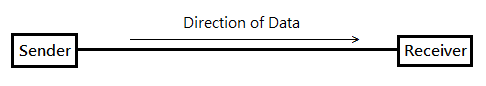 Direction of Data
Sender
Receiver